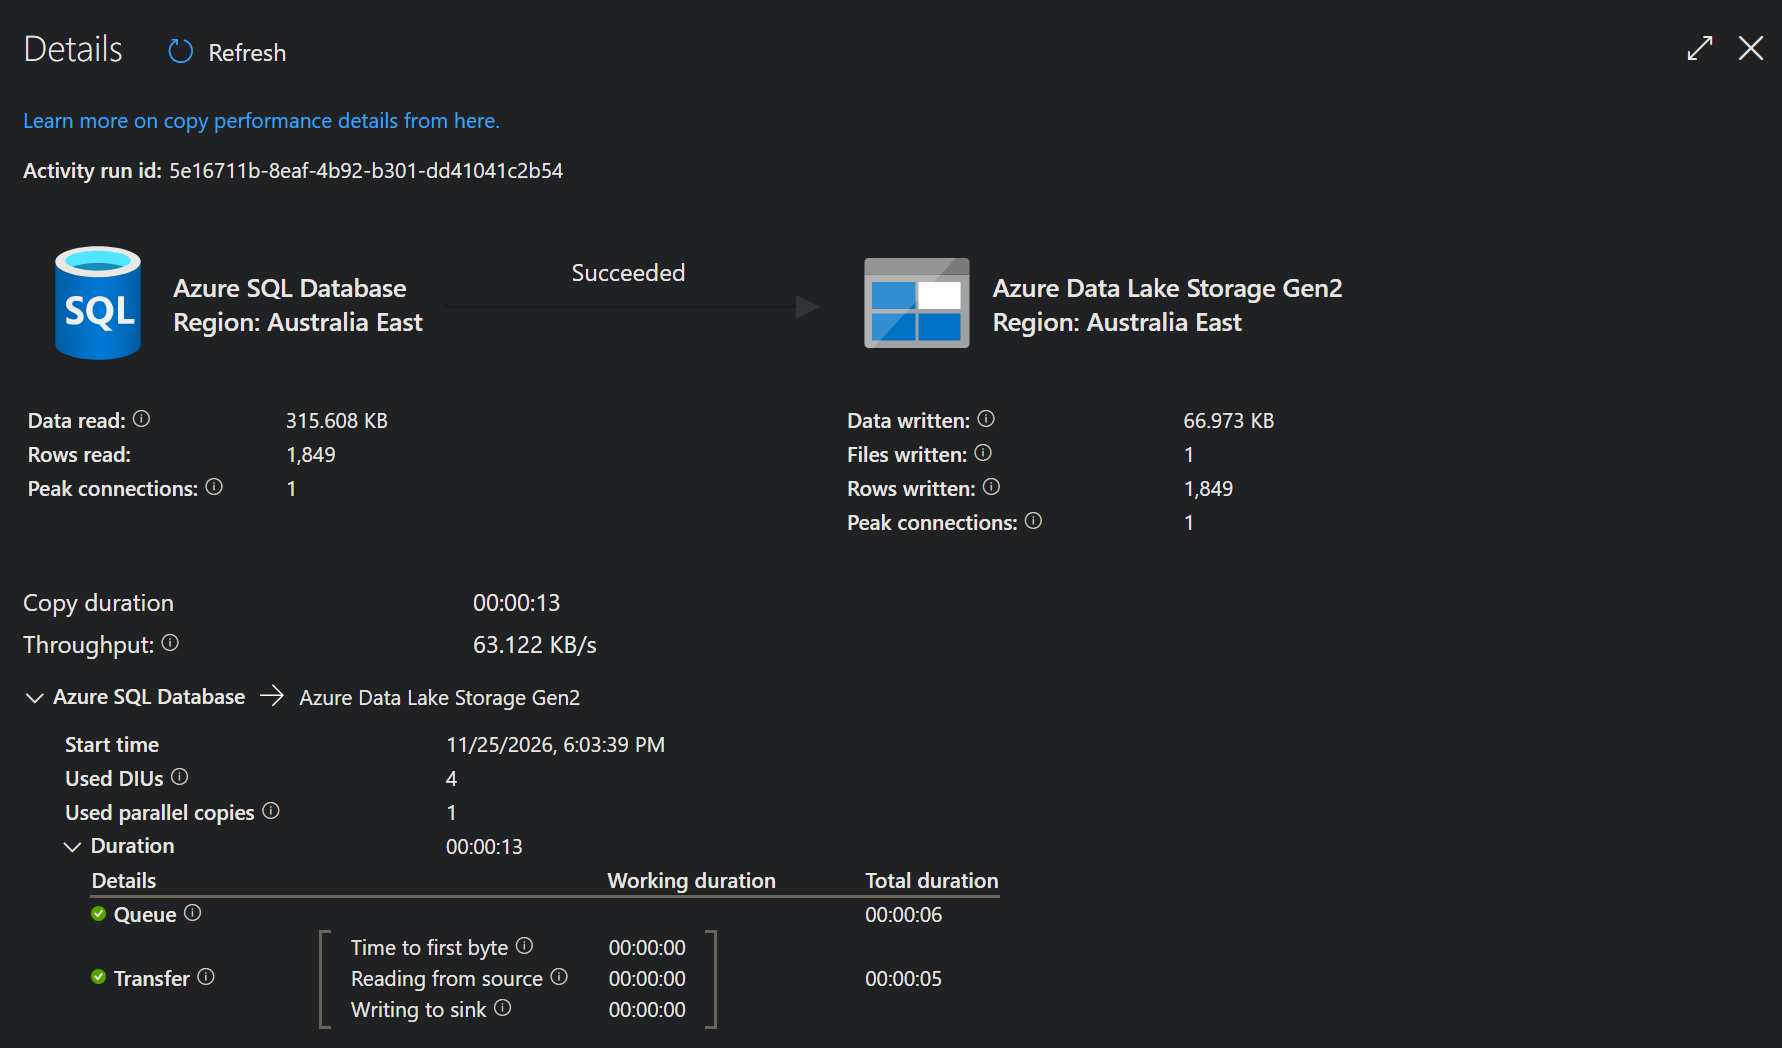 Details Refresh
Learn more on copy performance details from here.
Activity run id: 5e16711b-8eaf-4b92-b301-dd41041c2b54
SQL
Azure SQL Database
Region: Australia East
Succeeded
Azure Data Lake Storage Gen2
Region: Australia East
Data read: 315.608 KB
Rows read: 1,849
Peak connections: 1
Data written: 66.973 KB
Files written: 1
Rows written: 1,849
Peak connections: 1
Copy duration 00:00:13
Throughput: 63.122 KB/s
Azure SQL Database → Azure Data Lake Storage Gen2
Start time 11/25/2026, 6:03:39 PM
Used DIUs 4
Used parallel copies 1
Duration 00:00:13
Details Working duration Total duration
Queue 00:00:06
Time to first byte 00:00:00
Transfer Reading from source 00:00:00 00:00:05
Writing to sink 00:00:00